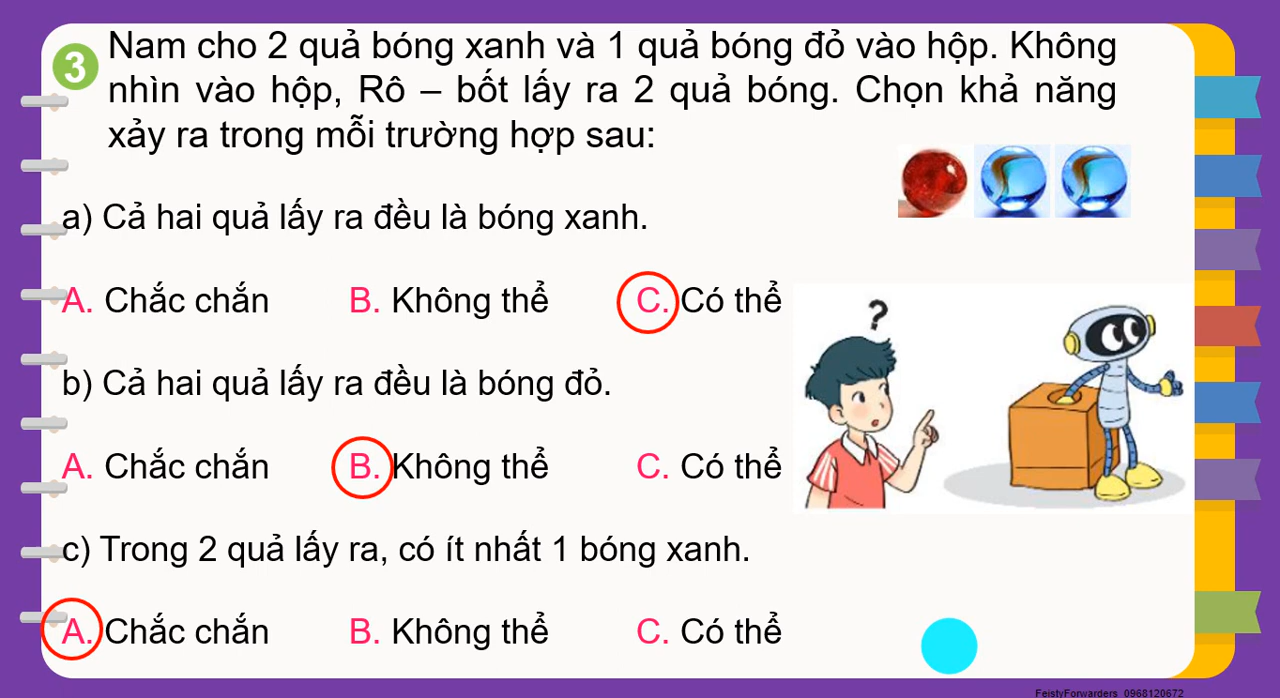 3
Nam cho 2 quả bóng xanh và 1 quả bóng đỏ vào hộp. Không
nhìn vào hộp, Rô – bốt lấy ra 2 quả bóng. Chọn khả năng
xảy ra trong mỗi trường hợp sau:
a) Cả hai quả lấy ra đều là bóng xanh.
A. Chắc chắn B. Không thể C. Có thể
?
b) Cả hai quả lấy ra đều là bóng đỏ.
A. Chắc chắn B. Không thể C. Có thể
c) Trong 2 quả lấy ra, có ít nhất 1 bóng xanh.
A. Chắc chắn B. Không thể C. Có thể
FeistyForwarders_0968120672